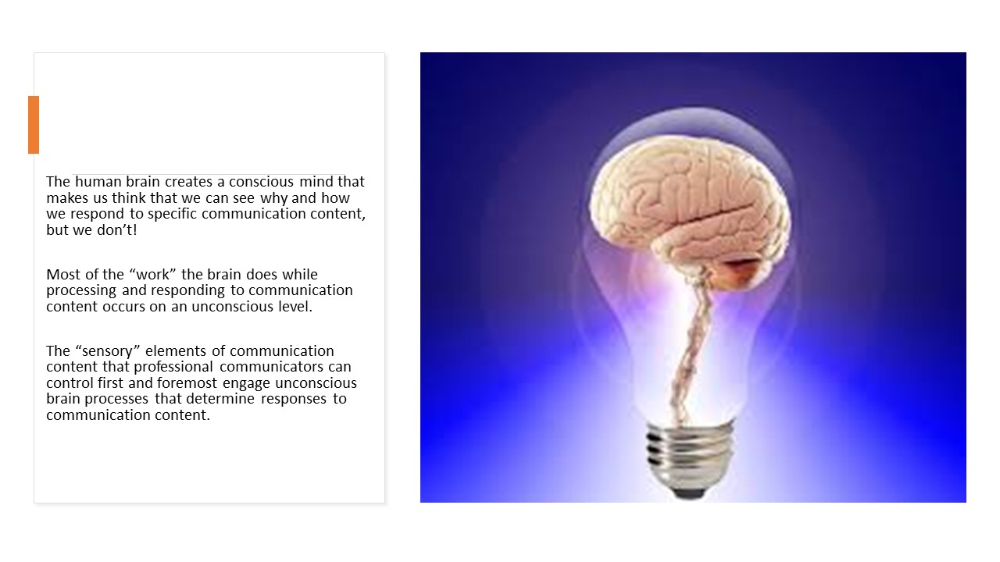 The human brain creates a conscious mind that
makes us think that we can see why and how
we respond to specific communication content,
but we don’t!
Most of the “work” the brain does while
processing and responding to communication
content occurs on an unconscious level.
The “sensory” elements of communication
content that professional communicators can
control first and foremost engage unconscious
brain processes that determine responses to
communication content.